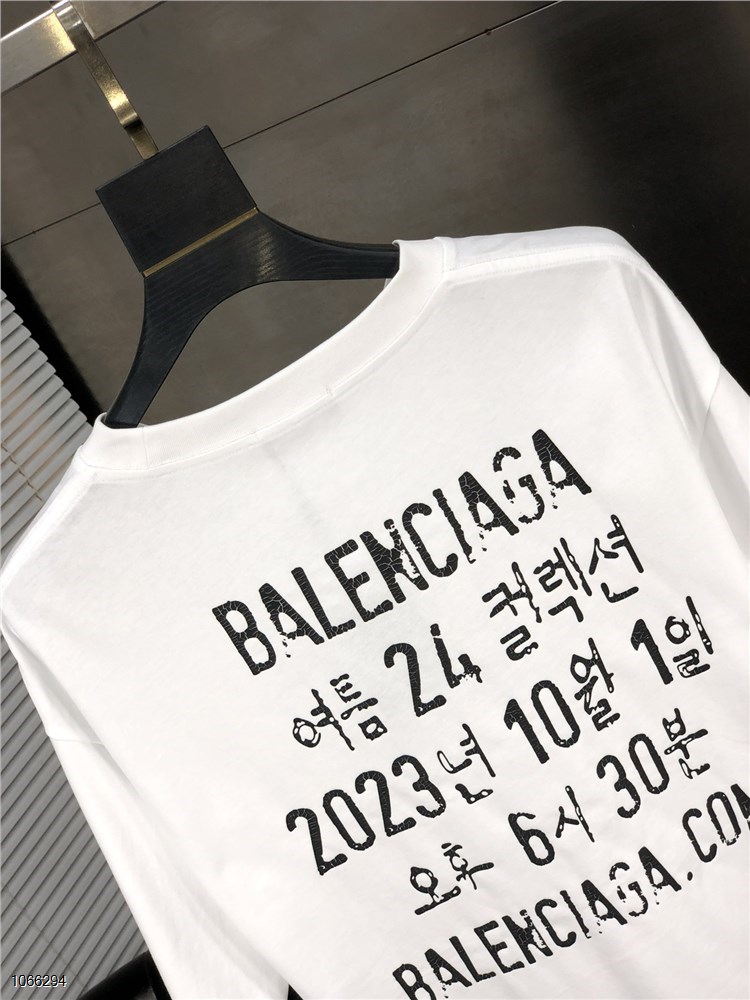 BALENCIAGA
여름 24 컬렉션
2023년 10월 1일
오후 6시 30분
BALENCIAGA.COM
1066294